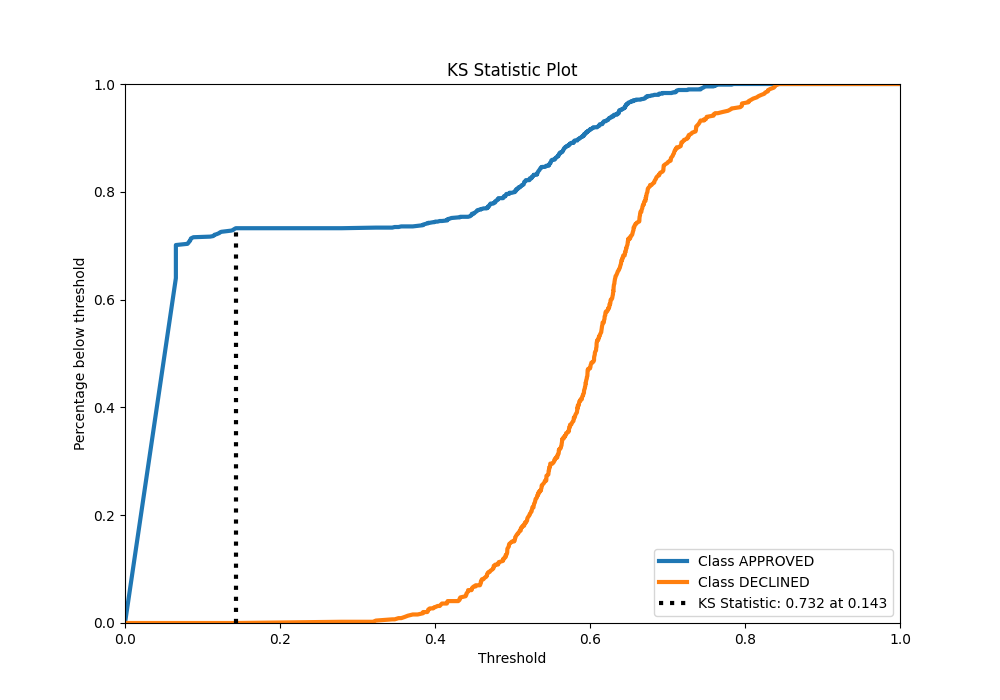 KS Statistic Plot
Percentage below threshold
1.0
0.8
0.6
0.4
0.2
0.0
0.0 0.2 0.4 0.6 0.8 1.0
Threshold
Class APPROVED
Class DECLINED
KS Statistic: 0.732 at 0.143